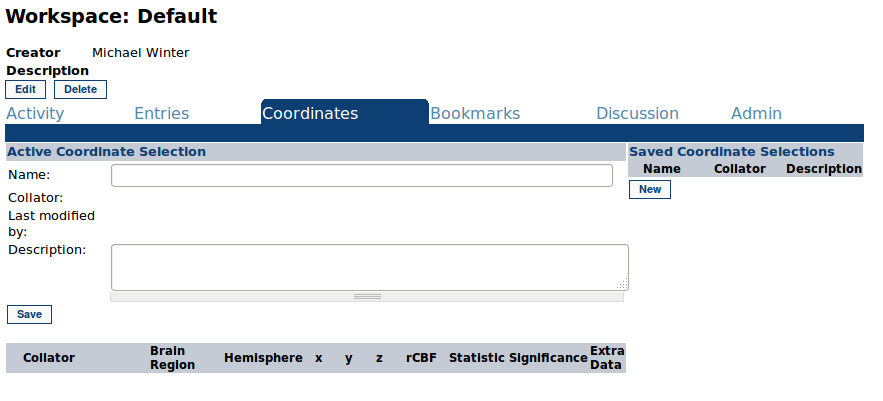 Workspace: Default
Creator Michael Winter
Description
Edit Delete
Activity Entries Coordinates Bookmarks Discussion Admin
Active Coordinate Selection
Name:
Collator:
Last modified
by:
Description:
Save
Saved Coordinate Selections
Name Collator Description
New
Collator Brain Region Hemisphere x y z rCBF Statistic Significance Extra Data